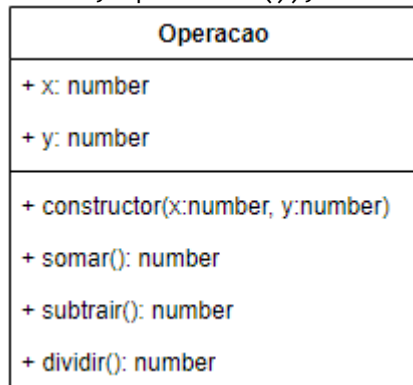 Operacao
+ x: number
+ y: number
+ constructor(x:number, y:number)
+ somar(): number
+ subtrair(): number
+ dividir(): number